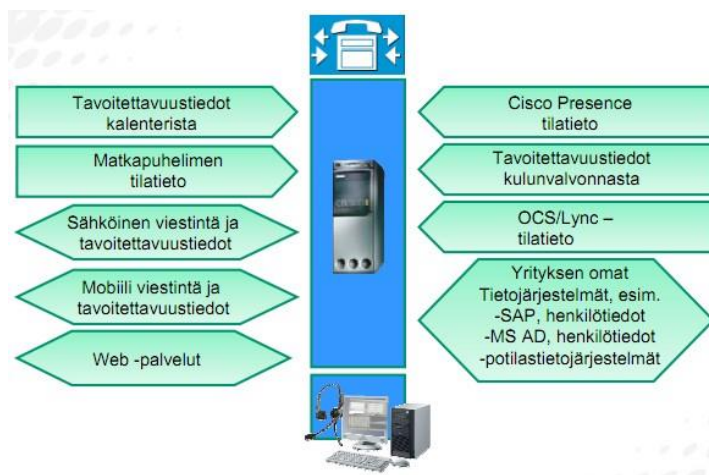 Tavoitettavuustiedot
kalenterista
Matkapuhelimen
tilatieto
Sähköinen viestintä ja
tavoitettavuustiedot
Mobiili viestintä ja
tavoitettavuustiedot
Web -palvelut
Cisco Presence
tilatieto
Tavoitettavuustiedot
kulunvalvonnasta
OCS/Lync –
tilatieto
Yrityksen omat
Tietojärjestelmät, esim.
-SAP, henkilötiedot
-MS AD, henkilötiedot
-potilastietojärjestelmät